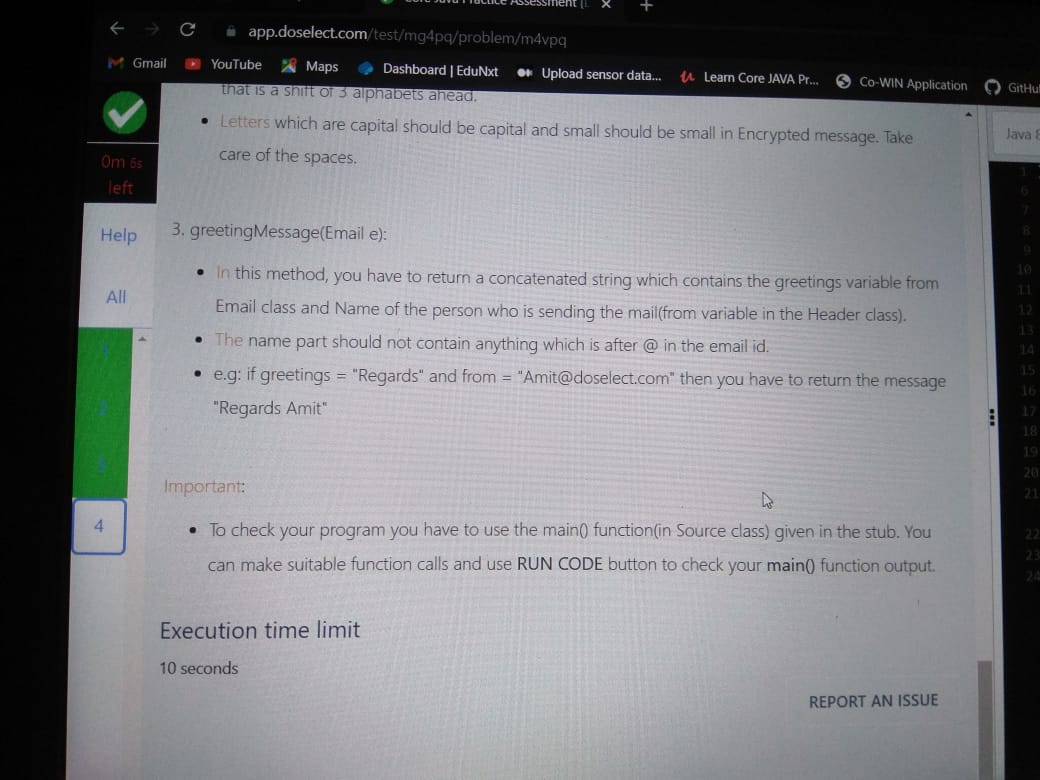 Core Java Practice Assessment
app.doselect.com/test/mg4pq/problem/m4vpq
Gmail YouTube Maps Dashboard | EduNxt Upload sensor data... Learn Core JAVA Pr... Co-WIN Application GitHu
that is a shift of 3 alphabets ahead.
Letters which are capital should be capital and small should be small in Encrypted message. Take
care of the spaces.
0m 6s
left
Help
All
1
2
3
4
3. greetingMessage(Email e):
In this method, you have to return a concatenated string which contains the greetings variable from
Email class and Name of the person who is sending the mail(from variable in the Header class).
The name part should not contain anything which is after @ in the email id.
e.g: if greetings = "Regards" and from = "Amit@doselect.com" then you have to return the message
"Regards Amit"
Important:
To check your program you have to use the main() function(in Source class) given in the stub. You
can make suitable function calls and use RUN CODE button to check your main() function output.
Execution time limit
10 seconds
REPORT AN ISSUE
Java 8
1
6
7
8
9
10
11
12
13
14
15
16
17
18
19
20
21
22
23
24